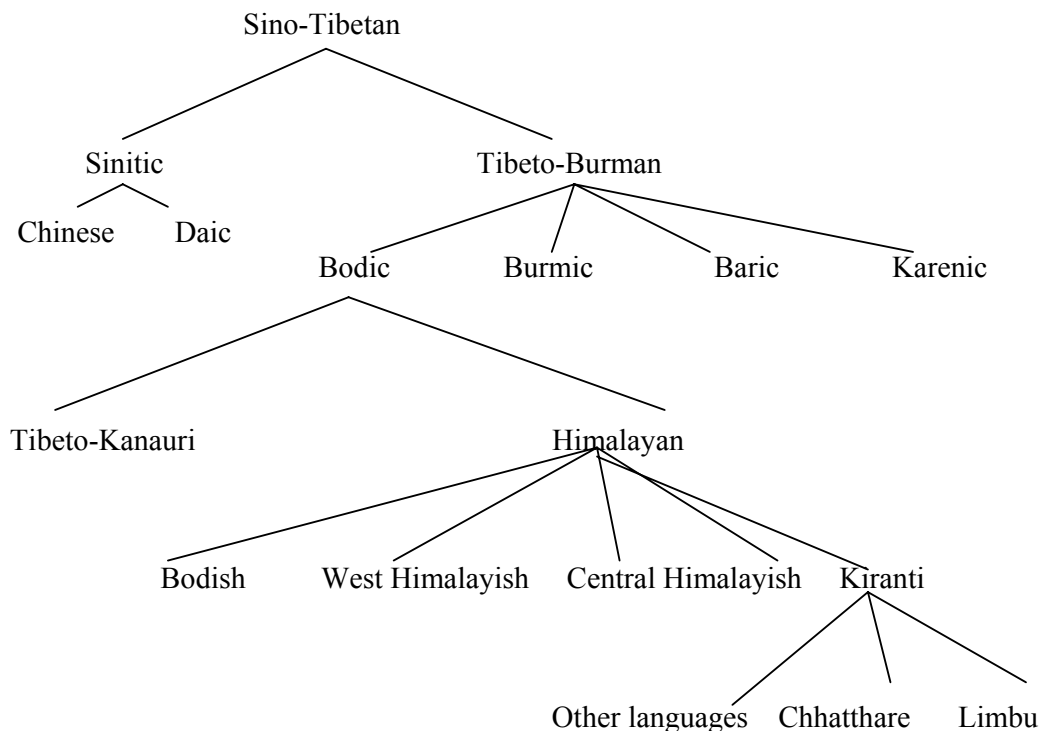 Sino-Tibetan
Sinitic Tibeto-Burman
Chinese Daic
Bodic Burmic Baric Karenic
Tibeto-Kanauri Himalayan
Bodish West Himalayish Central Himalayish Kiranti
Other languages Chhatthare Limbu